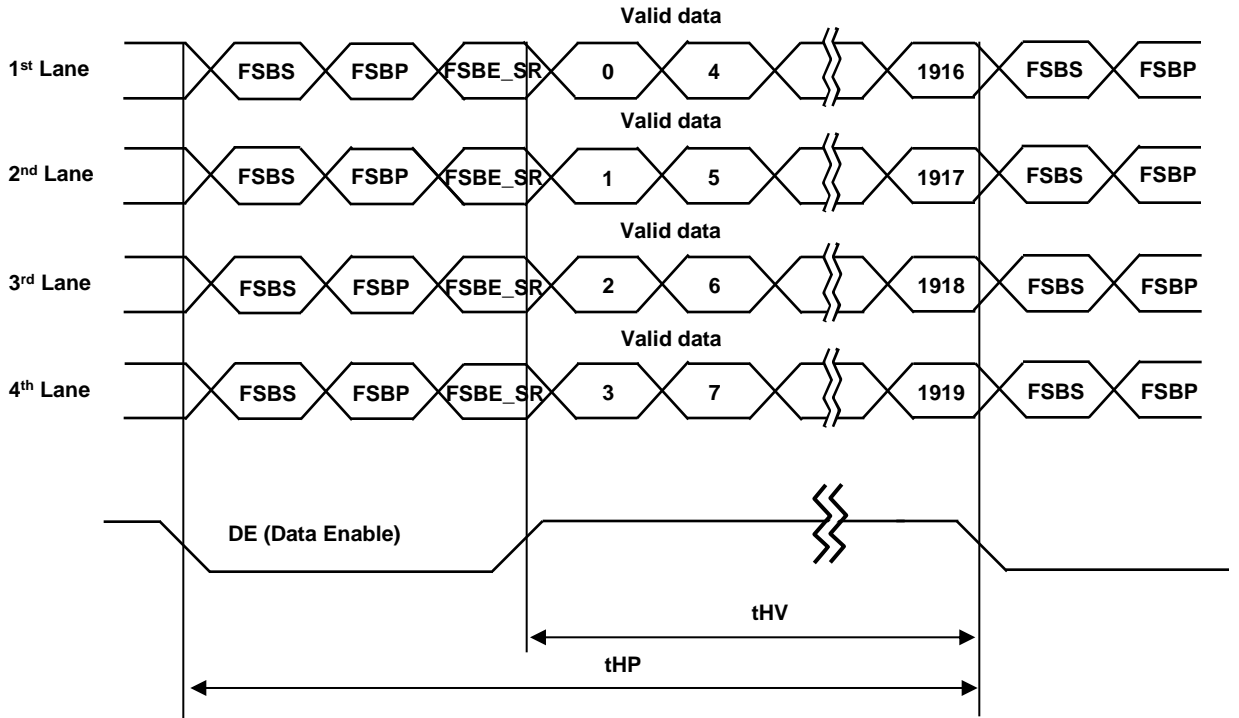 Valid data
1st Lane FSBS FSBP FSBE_SR 0 4 1916 FSBS FSBP
Valid data
2nd Lane FSBS FSBP FSBE_SR 1 5 1917 FSBS FSBP
Valid data
3rd Lane FSBS FSBP FSBE_SR 2 6 1918 FSBS FSBP
Valid data
4th Lane FSBS FSBP FSBE_SR 3 7 1919 FSBS FSBP
DE (Data Enable)
tHV
tHP